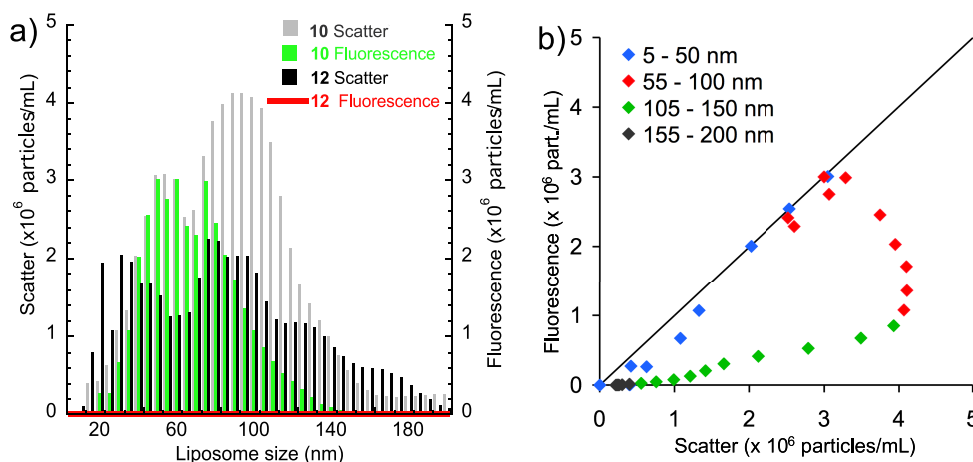 a)
10 Scatter
10 Fluorescence
12 Scatter
12 Fluorescence
Scatter (x10⁶ particles/mL)
5
4
3
2
1
0
5
4
3
2
1
0
Fluorescence (x10⁶ particles/mL)
20 60 100 140 180
Liposome size (nm)
b)
5 - 50 nm
55 - 100 nm
105 - 150 nm
155 - 200 nm
Fluorescence (x 10⁶ part./mL)
5
4
3
2
1
0
0 1 2 3 4 5
Scatter (x 10⁶ particles/mL)